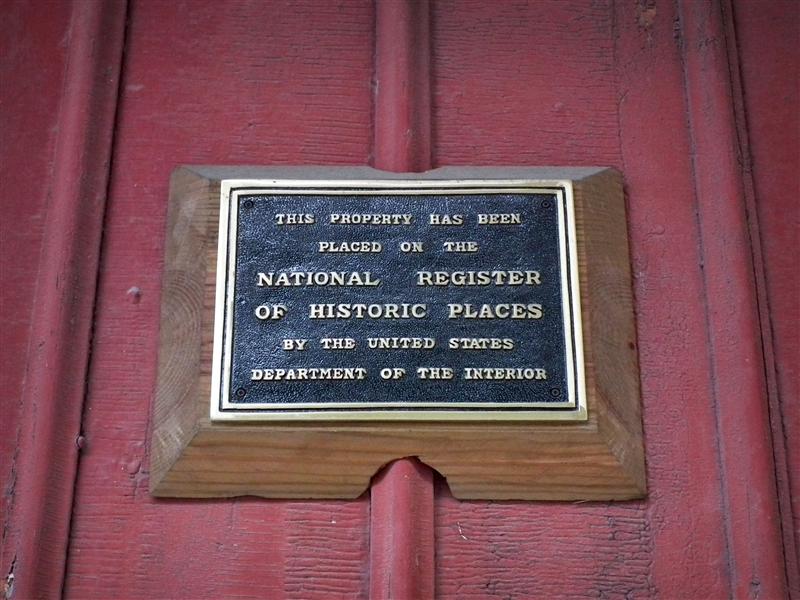 THIS PROPERTY HAS BEEN
PLACED ON THE
NATIONAL REGISTER
OF HISTORIC PLACES
BY THE UNITED STATES
DEPARTMENT OF THE INTERIOR